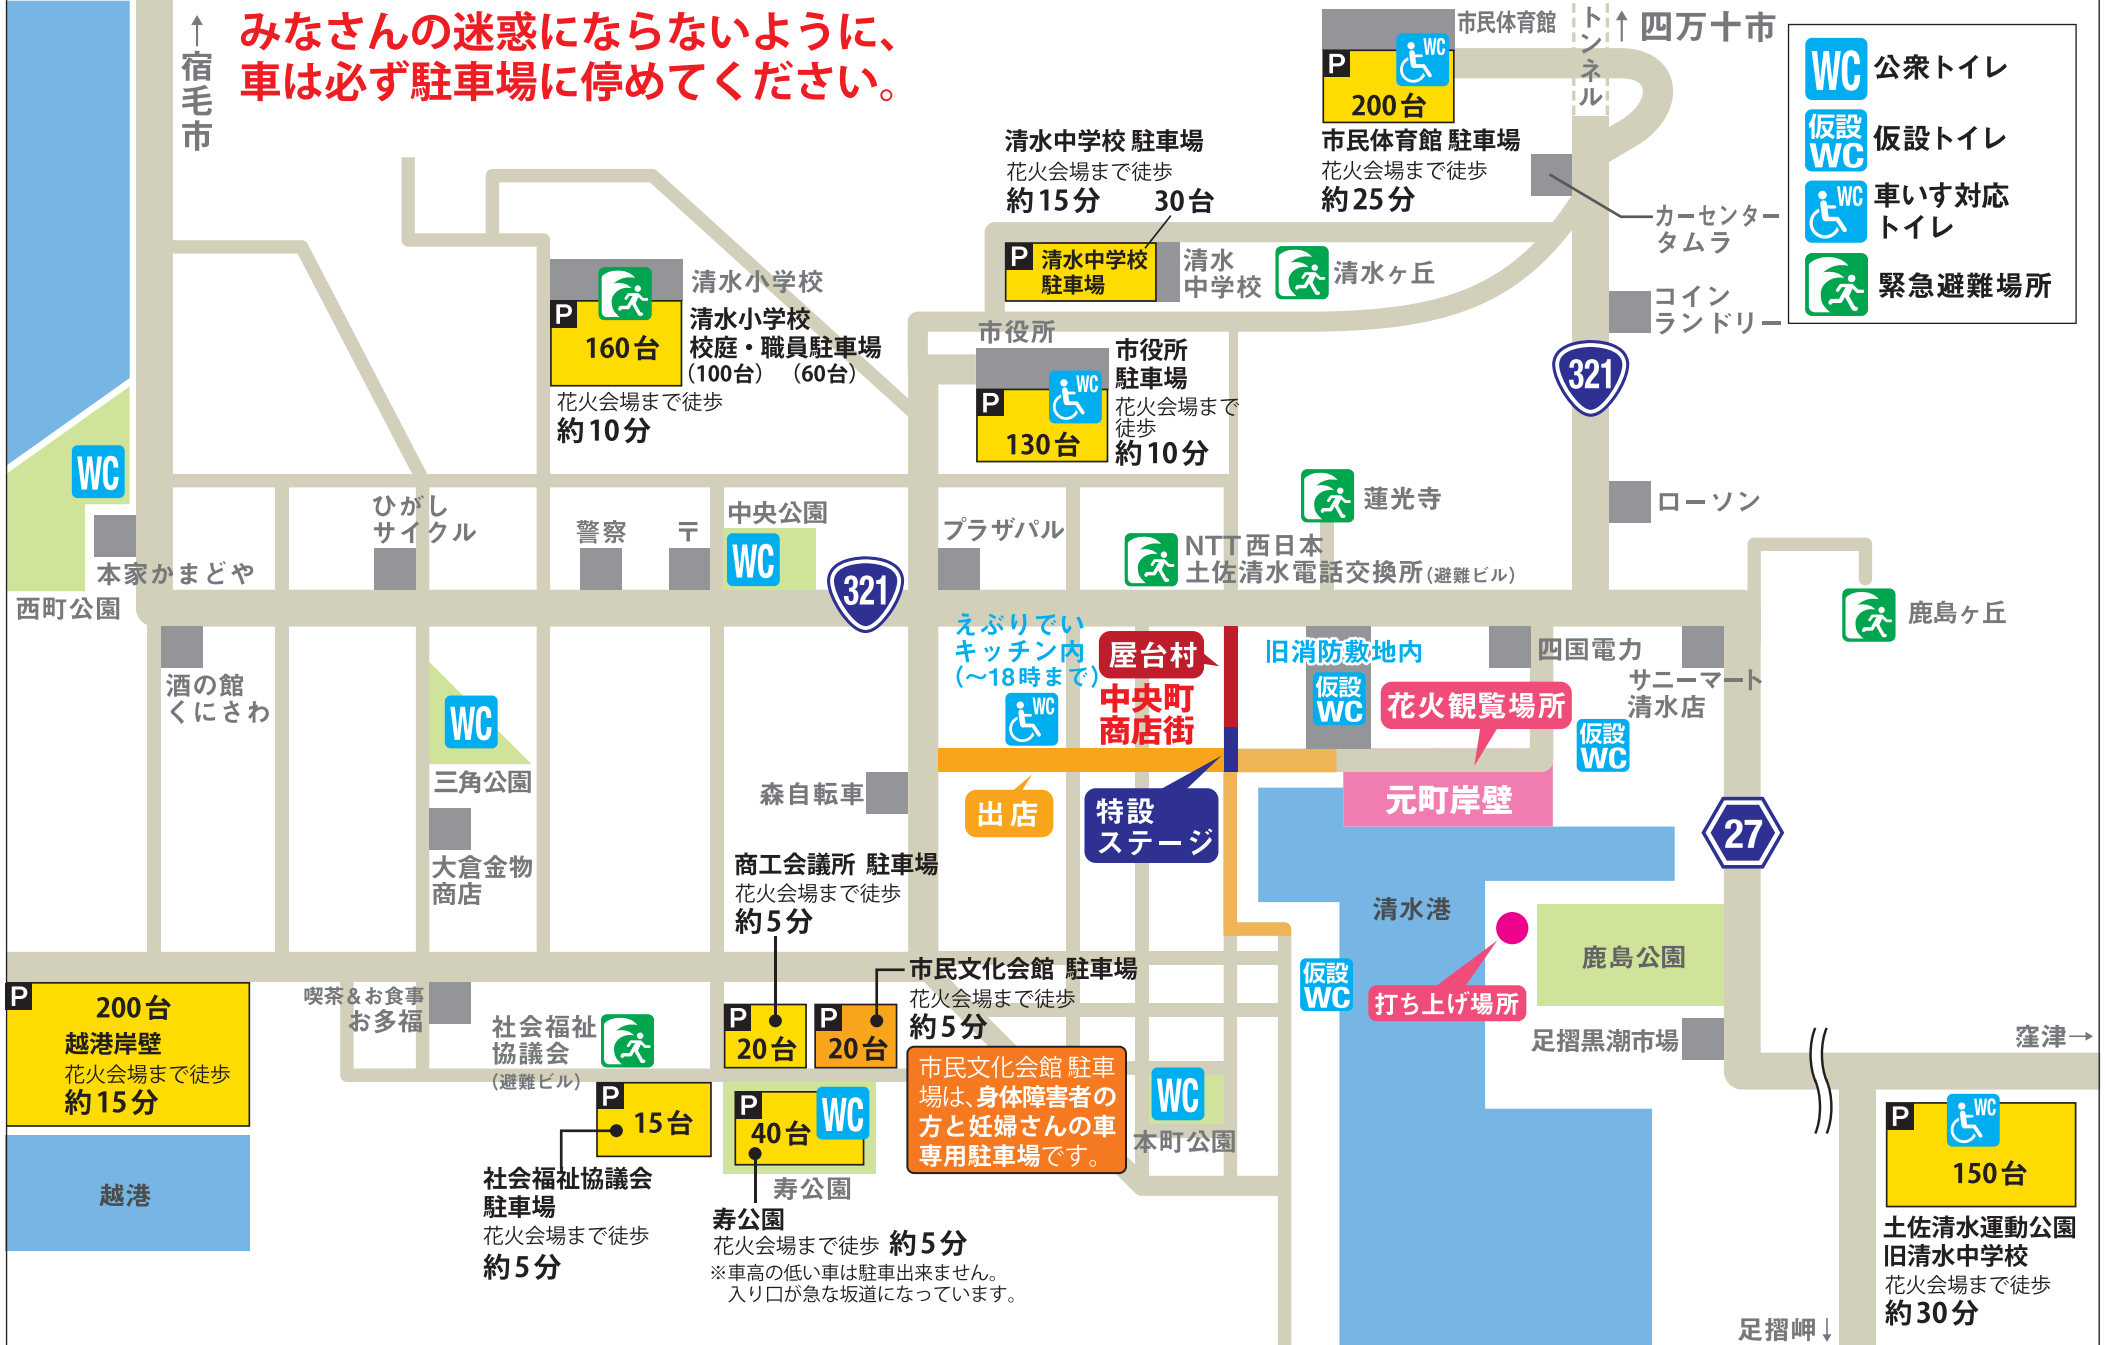 みなさんの迷惑にならないように、
車は必ず駐車場に停めてください。
↑
宿毛市
↑四万十市
トンネル
市民体育館
P
WC
200台
市民体育館 駐車場
花火会場まで徒歩
約25分
WC 公衆トイレ
仮設WC 仮設トイレ
WC 車いす対応
トイレ
緊急避難場所
清水中学校 駐車場
花火会場まで徒歩
約15分 30台
P
清水中学校
駐車場
清水
中学校
清水ヶ丘
カーセンター
タムラ
コイン
ランドリー
321
清水小学校
P
160台
清水小学校
校庭・職員駐車場
(100台) (60台)
花火会場まで徒歩
約10分
市役所
P
WC
130台
市役所
駐車場
花火会場まで
徒歩
約10分
WC
本家かまどや
西町公園
ひがし
サイクル
警察
〒
中央公園
WC
321
プラザパル
蓮光寺
NTT西日本
土佐清水電話交換所(避難ビル)
ローソン
鹿島ヶ丘
酒の館
くにさわ
WC
三角公園
大倉金物
商店
えぶりでい
キッチン内
(〜18時まで)
WC
屋台村
中央町
商店街
旧消防敷地内
仮設
WC
四国電力
サニーマート
清水店
花火観覧場所
仮設
WC
元町岸壁
森自転車
出店
特設
ステージ
27
商工会議所 駐車場
花火会場まで徒歩
約5分
清水港
鹿島公園
打ち上げ場所
仮設
WC
足摺黒潮市場
窪津→
P
200台
越港岸壁
花火会場まで徒歩
約15分
越港
喫茶&お食事
お多福
社会福祉
協議会
(避難ビル)
P
20台
P
20台
市民文化会館 駐車場
花火会場まで徒歩
約5分
市民文化会館 駐車
場は、身体障害者の
方と妊婦さんの車
専用駐車場です。
P
15台
社会福祉協議会
駐車場
花火会場まで徒歩
約5分
P
WC
40台
寿公園
寿公園
花火会場まで徒歩 約5分
※車高の低い車は駐車出来ません。
入り口が急な坂道になっています。
WC
本町公園
P
WC
150台
土佐清水運動公園
旧清水中学校
花火会場まで徒歩
約30分
足摺岬↓